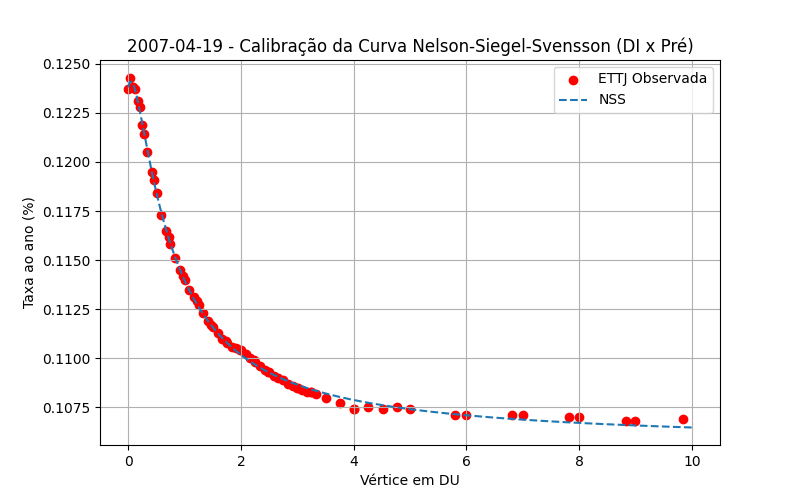 2007-04-19 - Calibração da Curva Nelson-Siegel-Svensson (DI x Pré)
ETTJ Observada
NSS
Taxa ao ano (%)
0.1250
0.1225
0.1200
0.1175
0.1150
0.1125
0.1100
0.1075
0
2
4
6
8
10
Vértice em DU